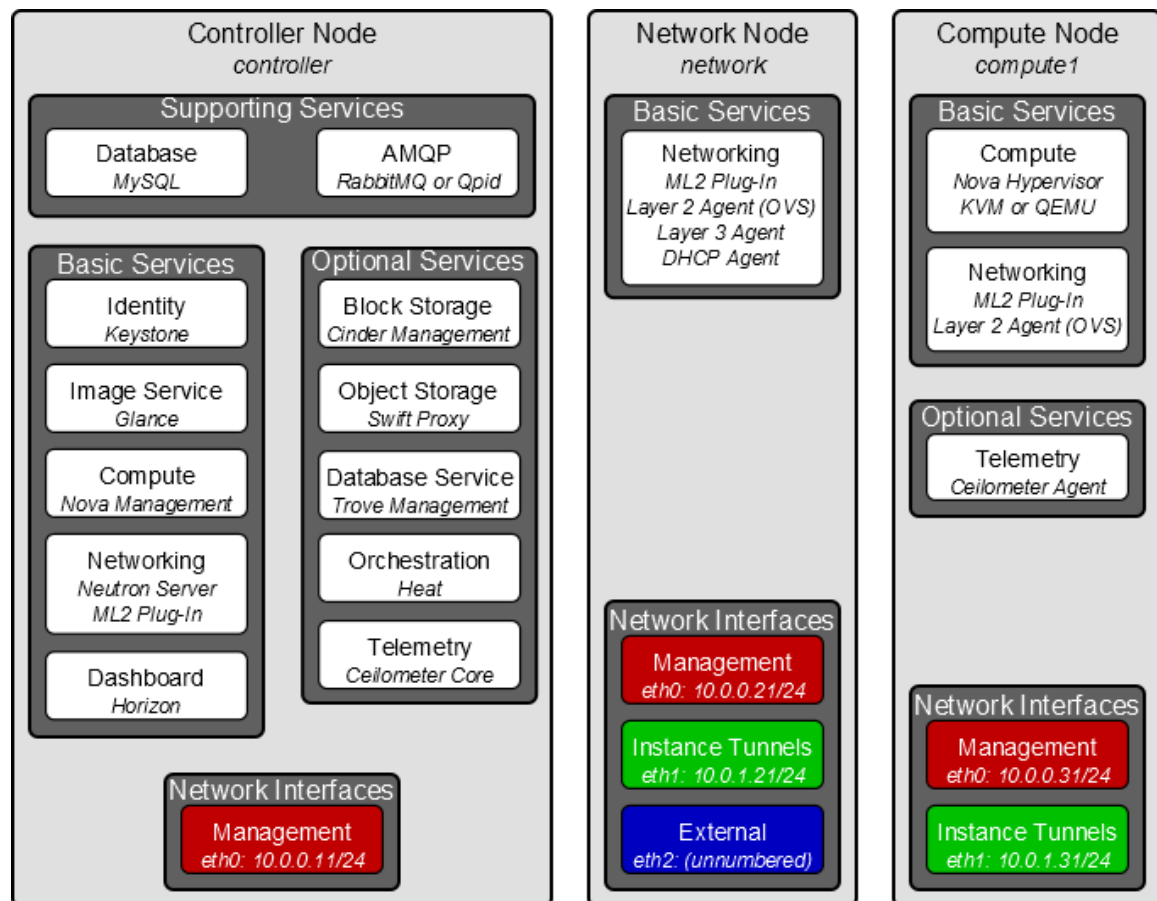 Controller Node
controller
Supporting Services
Database
MySQL
AMQP
RabbitMQ or Qpid
Basic Services
Identity
Keystone
Image Service
Glance
Compute
Nova Management
Networking
Neutron Server
ML2 Plug-In
Dashboard
Horizon
Optional Services
Block Storage
Cinder Management
Object Storage
Swift Proxy
Database Service
Trove Management
Orchestration
Heat
Telemetry
Ceilometer Core
Network Interfaces
Management
eth0: 10.0.0.11/24
Network Node
network
Basic Services
Networking
ML2 Plug-In
Layer 2 Agent (OVS)
Layer 3 Agent
DHCP Agent
Network Interfaces
Management
eth0: 10.0.0.21/24
Instance Tunnels
eth1: 10.0.1.21/24
External
eth2: (unnumbered)
Compute Node
compute1
Basic Services
Compute
Nova Hypervisor
KVM or QEMU
Networking
ML2 Plug-In
Layer 2 Agent (OVS)
Optional Services
Telemetry
Ceilometer Agent
Network Interfaces
Management
eth0: 10.0.0.31/24
Instance Tunnels
eth1: 10.0.1.31/24